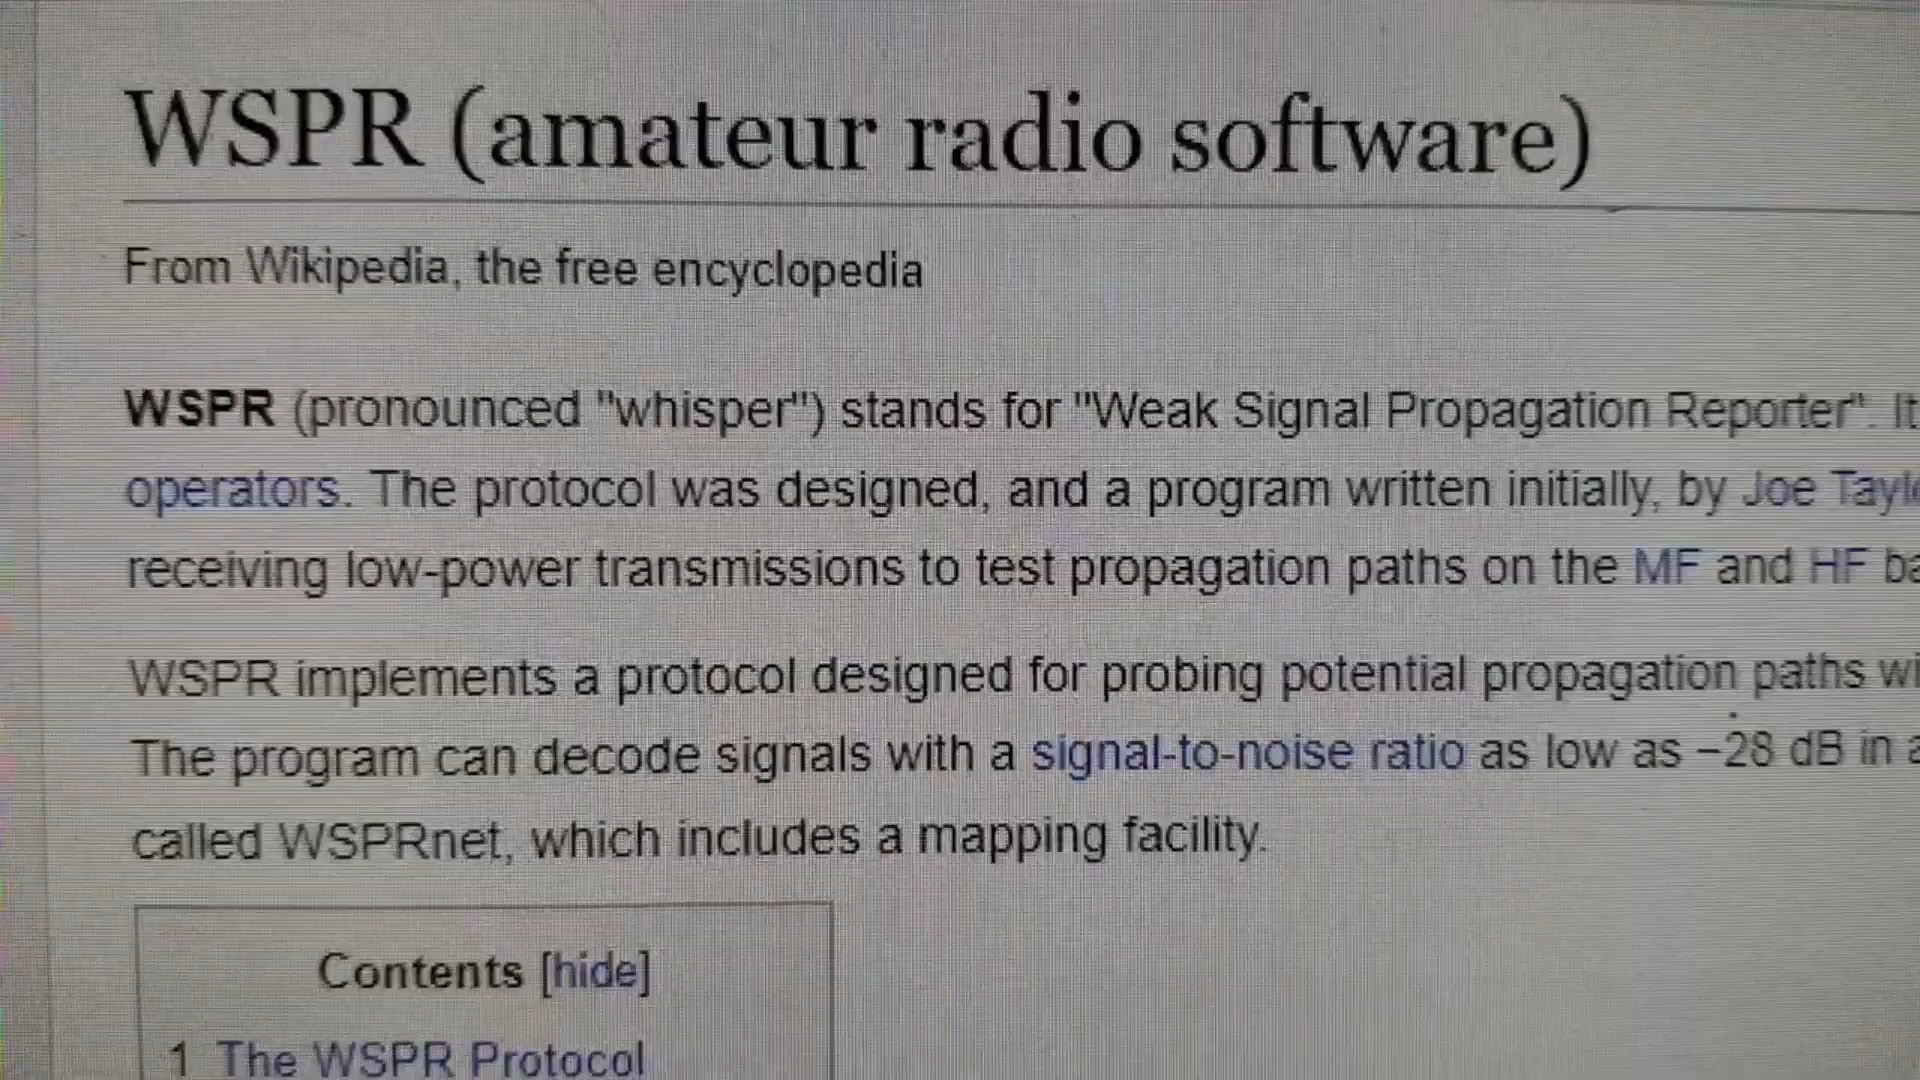 WSPR (amateur radio software)
From Wikipedia, the free encyclopedia
WSPR (pronounced "whisper") stands for "Weak Signal Propagation Reporter". It
operators. The protocol was designed, and a program written initially, by Joe
receiving low-power transmissions to test propagation paths on the MF and HF
WSPR implements a protocol designed for probing potential propagation paths
The program can decode signals with a signal-to-noise ratio as low as −28 dB in
called WSPRnet, which includes a mapping facility.
Contents [hide]
1 The WSPR Protocol